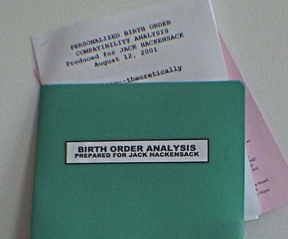 PERSONALIZED BIRTH ORDER
COMPATIBILITY ANALYSIS
Produced for JACK HACKENSACK
August 12, 2001
theoretically
BIRTH ORDER ANALYSIS
PREPARED FOR JACK HACKENSACK